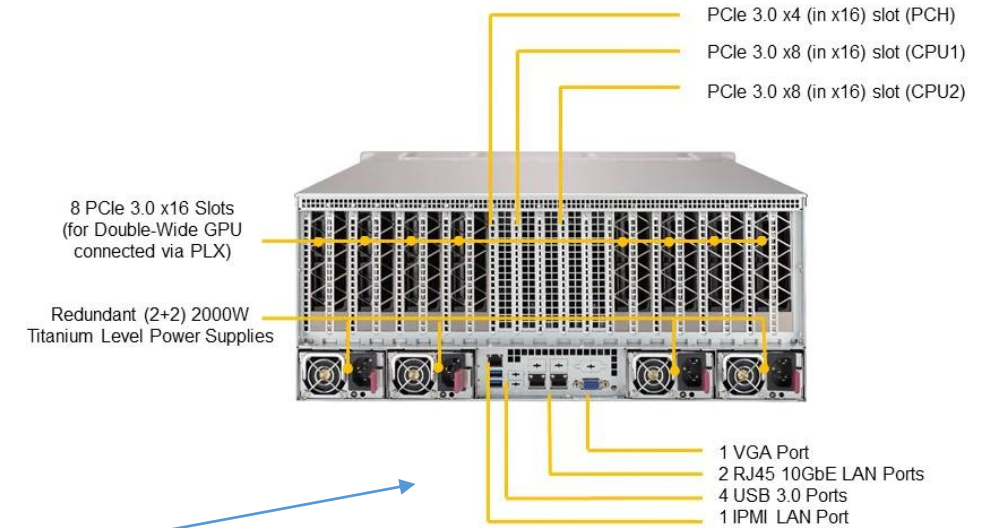 PCIe 3.0 x4 (in x16) slot (PCH)
PCIe 3.0 x8 (in x16) slot (CPU1)
PCIe 3.0 x8 (in x16) slot (CPU2)
8 PCIe 3.0 x16 Slots
(for Double-Wide GPU
connected via PLX)
Redundant (2+2) 2000W
Titanium Level Power Supplies
1 VGA Port
2 RJ45 10GbE LAN Ports
4 USB 3.0 Ports
1 IPMI LAN Port